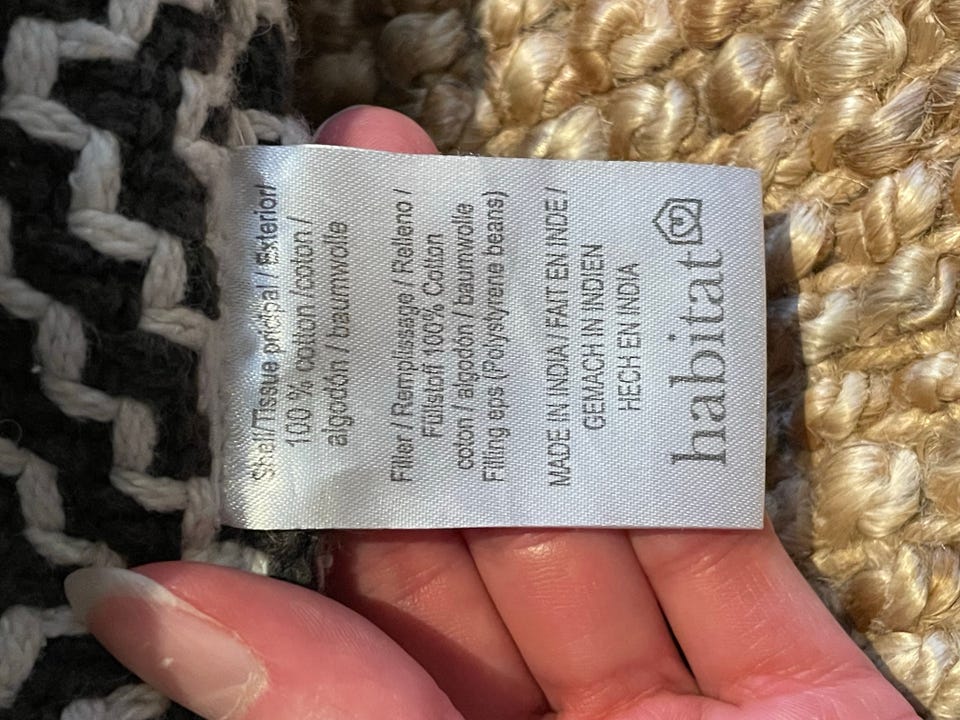 Shell/Tissue pricipal / Exterior/
100 % cotton /coton /
algodón / baumwolle
Filler / Remplissage / Relleno /
Füllstoff 100% Cotton
coton / algodón / baumwolle
Filling eps (Polystyrene beans)
MADE IN INDIA / FAIT EN INDE /
GEMACH IN INDIEN
HECH EN INDIA
habitat